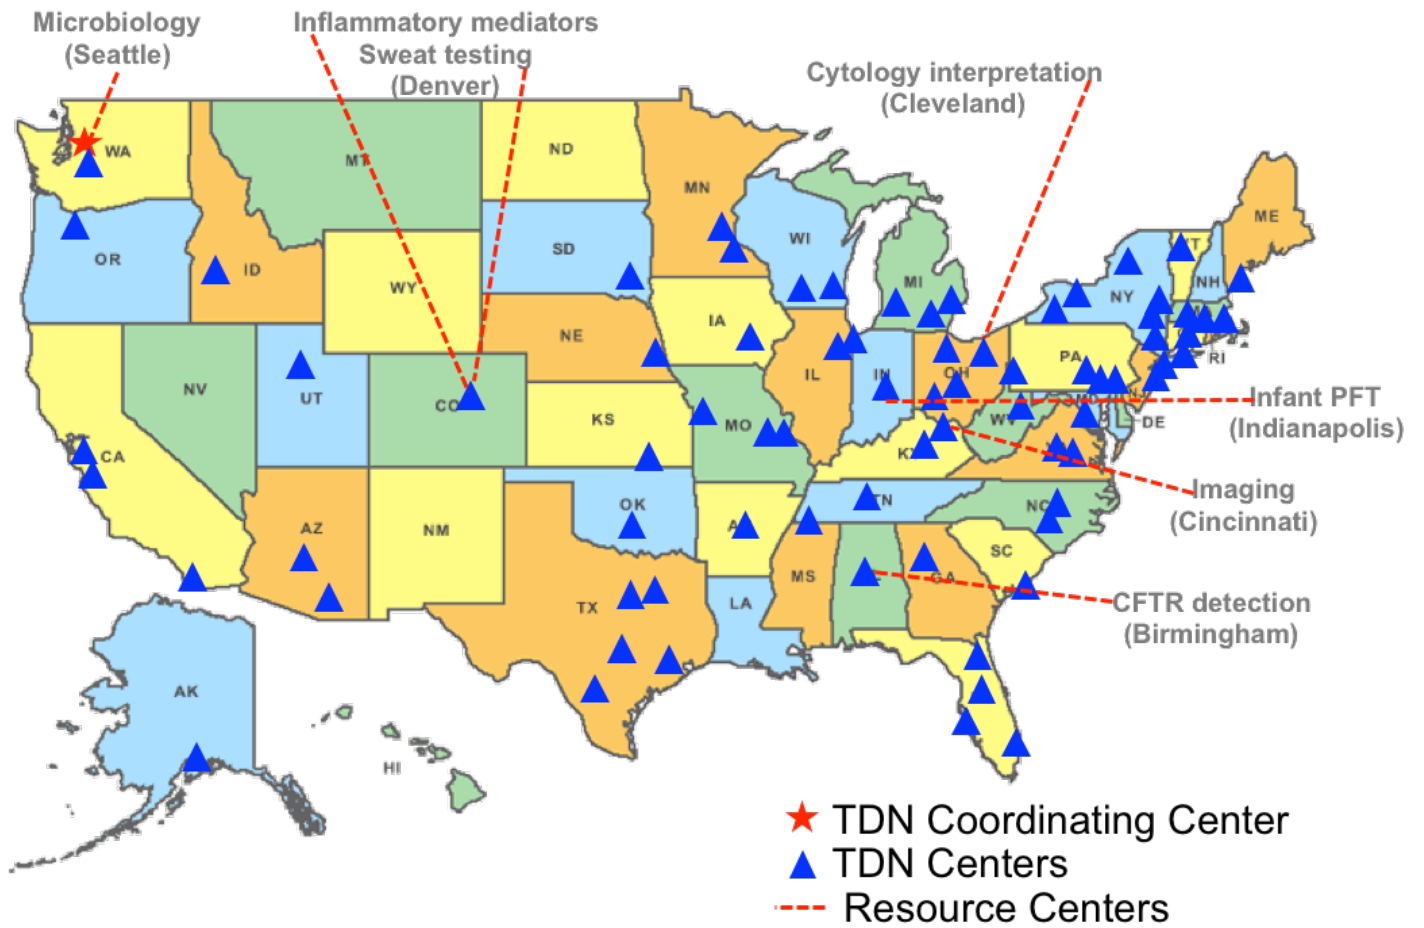 Microbiology
(Seattle)
Inflammatory mediators
Sweat testing
(Denver)
Cytology interpretation
(Cleveland)
WA
MT
ND
MN
ME
OR
ID
SD
WI
MI
NY
VT
NH
WY
IA
NE
PA
RI
NV
UT
CO
IL
IN
OH
NJ
DE
CA
KS
MO
WV
KY
Infant PFT
(Indianapolis)
Imaging
(Cincinnati)
AZ
NM
OK
TN
NC
SC
MS
GA
TX
LA
CFTR detection
(Birmingham)
AK
HI
TDN Coordinating Center
TDN Centers
Resource Centers